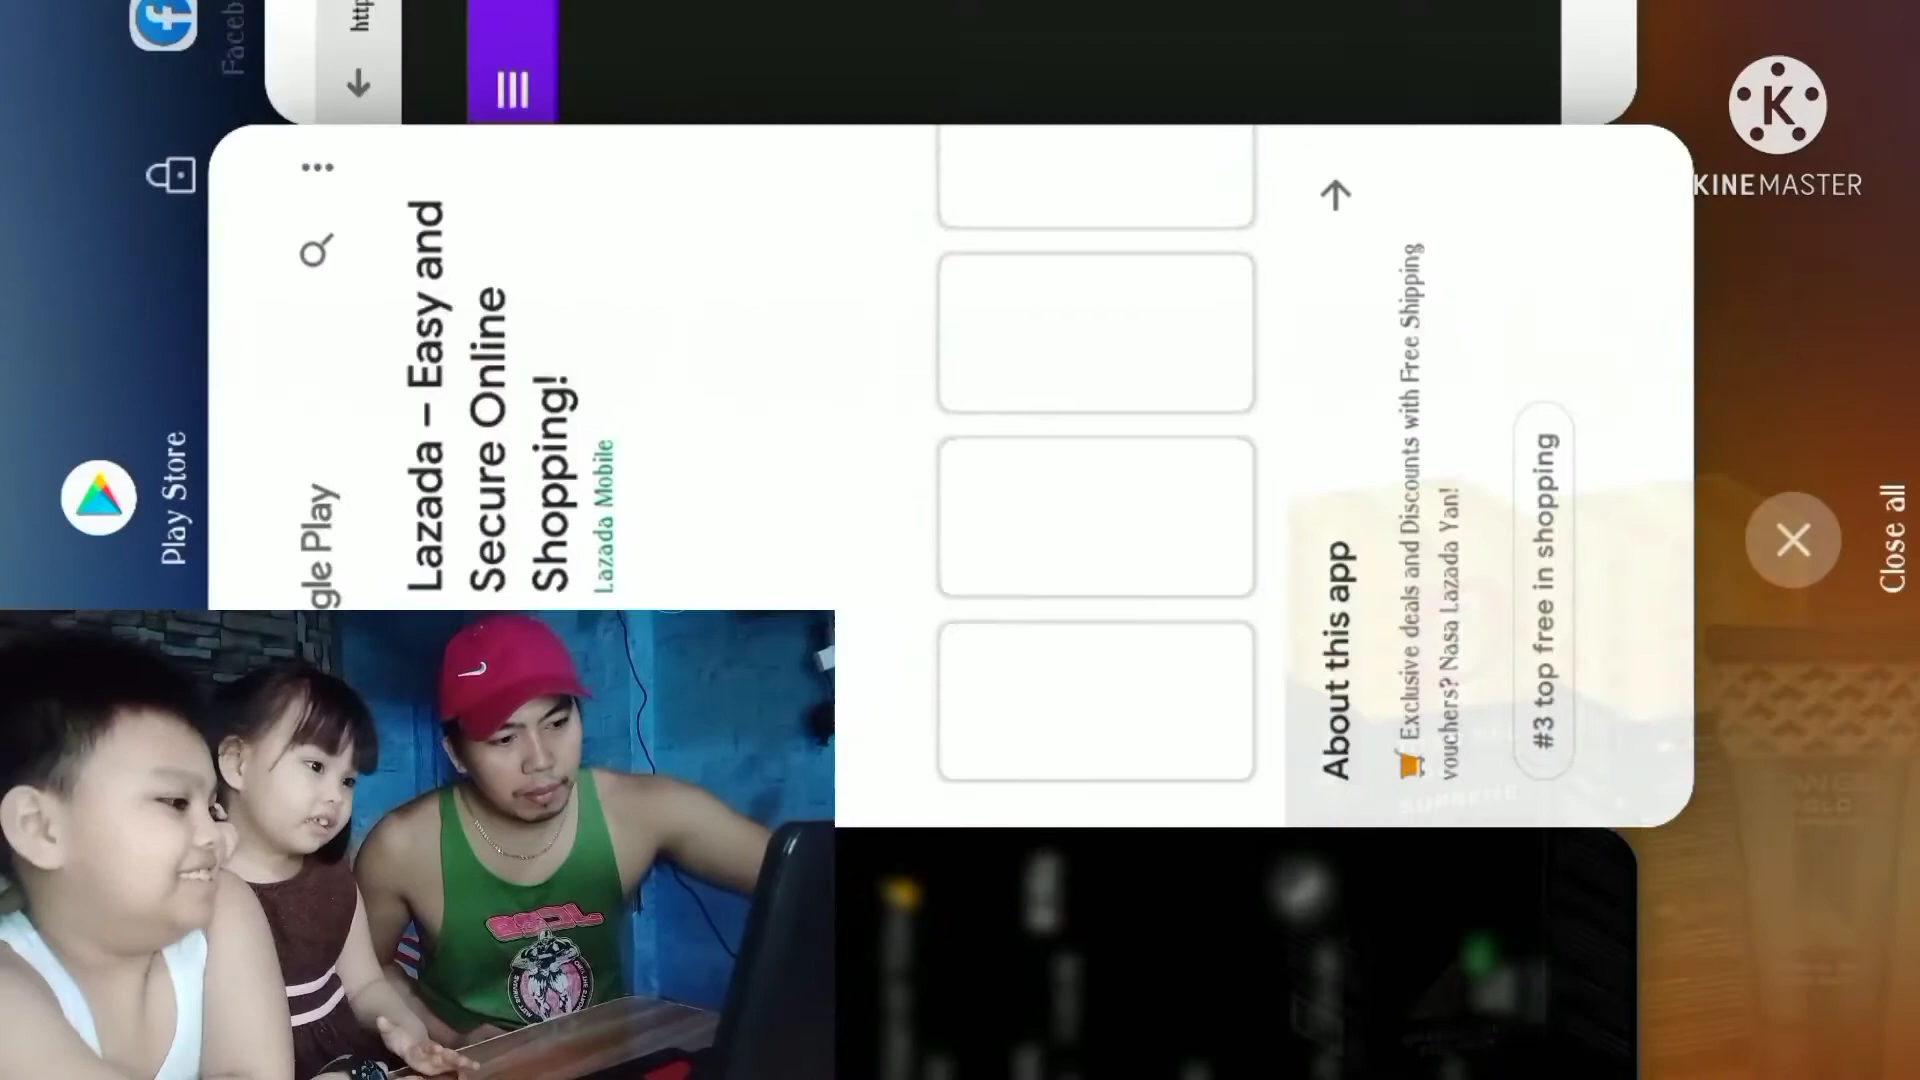 Faceb
http
Play Store
gle Play
Lazada – Easy and
Secure Online
Shopping!
Lazada Mobile
About this app
Exclusive deals and Discounts with Free Shipping
vouchers? Nasa Lazada Yan!
#3 top free in shopping
Close all
K
KINEMASTER
SUPREME